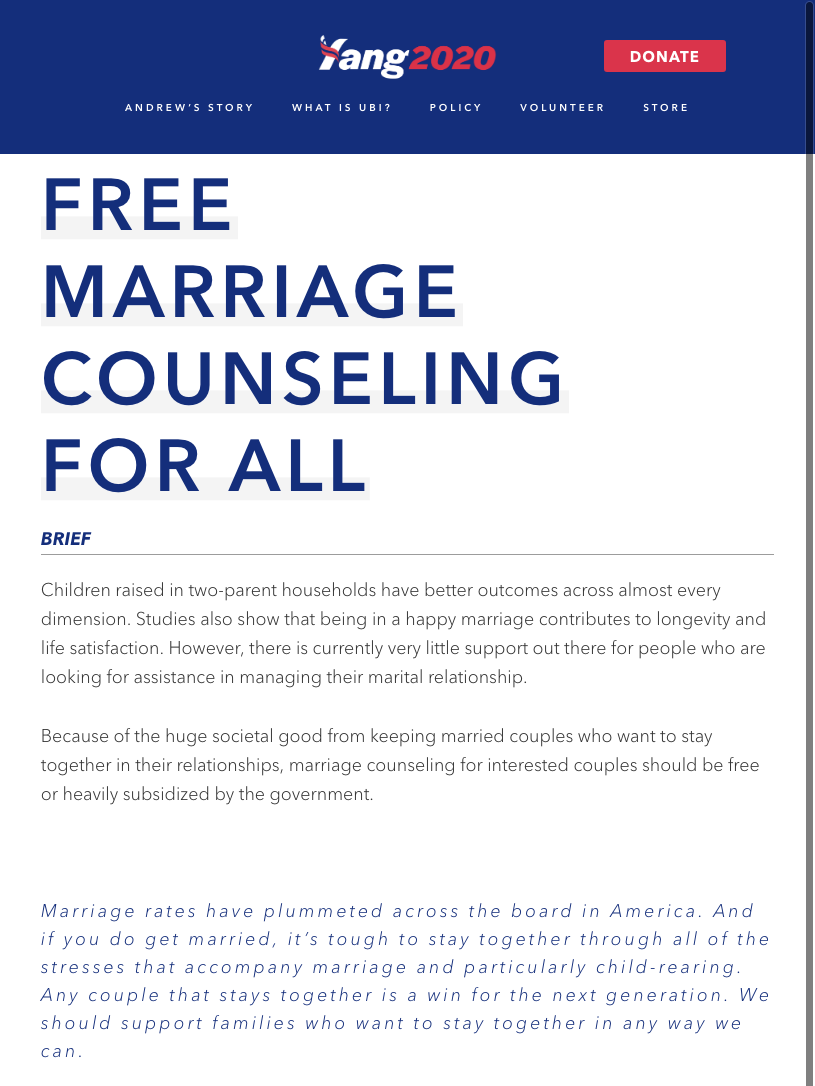 Yang2020
DONATE
ANDREW'S STORY WHAT IS UBI? POLICY VOLUNTEER STORE
FREE
MARRIAGE
COUNSELING
FOR ALL
BRIEF
Children raised in two-parent households have better outcomes across almost every
dimension. Studies also show that being in a happy marriage contributes to longevity and
life satisfaction. However, there is currently very little support out there for people who are
looking for assistance in managing their marital relationship.
Because of the huge societal good from keeping married couples who want to stay
together in their relationships, marriage counseling for interested couples should be free
or heavily subsidized by the government.
Marriage rates have plummeted across the board in America. And
if you do get married, it's tough to stay together through all of the
stresses that accompany marriage and particularly child-rearing.
Any couple that stays together is a win for the next generation. We
should support families who want to stay together in any way we
can.